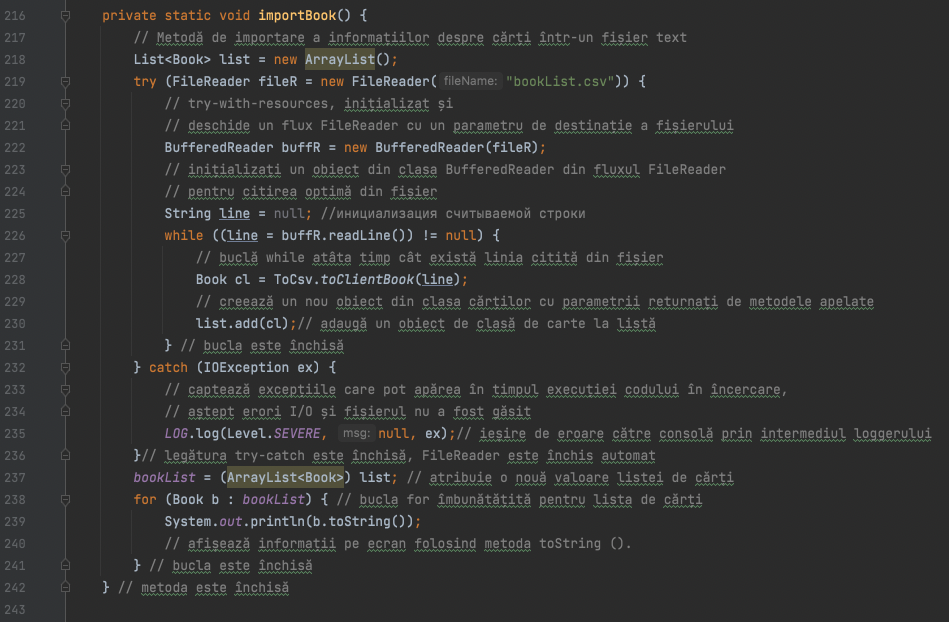 216 private static void importBook() {
217 // Metodă de importare a informațiilor despre cărți într-un fișier text
218 List<Book> list = new ArrayList();
219 try (FileReader fileR = new FileReader( fileName: "bookList.csv")) {
220 // try-with-resources, inițializat și
221 // deschide un flux FileReader cu un parametru de destinație a fișierului
222 BufferedReader buffR = new BufferedReader(fileR);
223 // inițializați un obiect din clasa BufferedReader din fluxul FileReader
224 // pentru citirea optimă din fișier
225 String line = null; //инициализация считываемой строки
226 while ((line = buffR.readLine()) != null) {
227 // buclă while atâta timp cât există linia citită din fișier
228 Book cl = ToCsv.toClientBook(line);
229 // creează un nou obiect din clasa cărților cu parametrii returnați de metodele apelate
230 list.add(cl);// adaugă un obiect de clasă de carte la listă
231 } // bucla este închisă
232 } catch (IOException ex) {
233 // captează excepțiile care pot apărea în timpul execuției codului în încercare,
234 // aștept erori I/O și fișierul nu a fost găsit
235 LOG.log(Level.SEVERE, msg: null, ex);// ieșire de eroare către consolă prin intermediul loggerului
236 }// legătura try-catch este închisă, FileReader este închis automat
237 bookList = (ArrayList<Book>) list; // atribuie o nouă valoare listei de cărți
238 for (Book b : bookList) { // bucla for îmbunătățită pentru lista de cărți
239 System.out.println(b.toString());
240 // afișează informații pe ecran folosind metoda toString ().
241 } // bucla este închisă
242 } // metoda este închisă
243